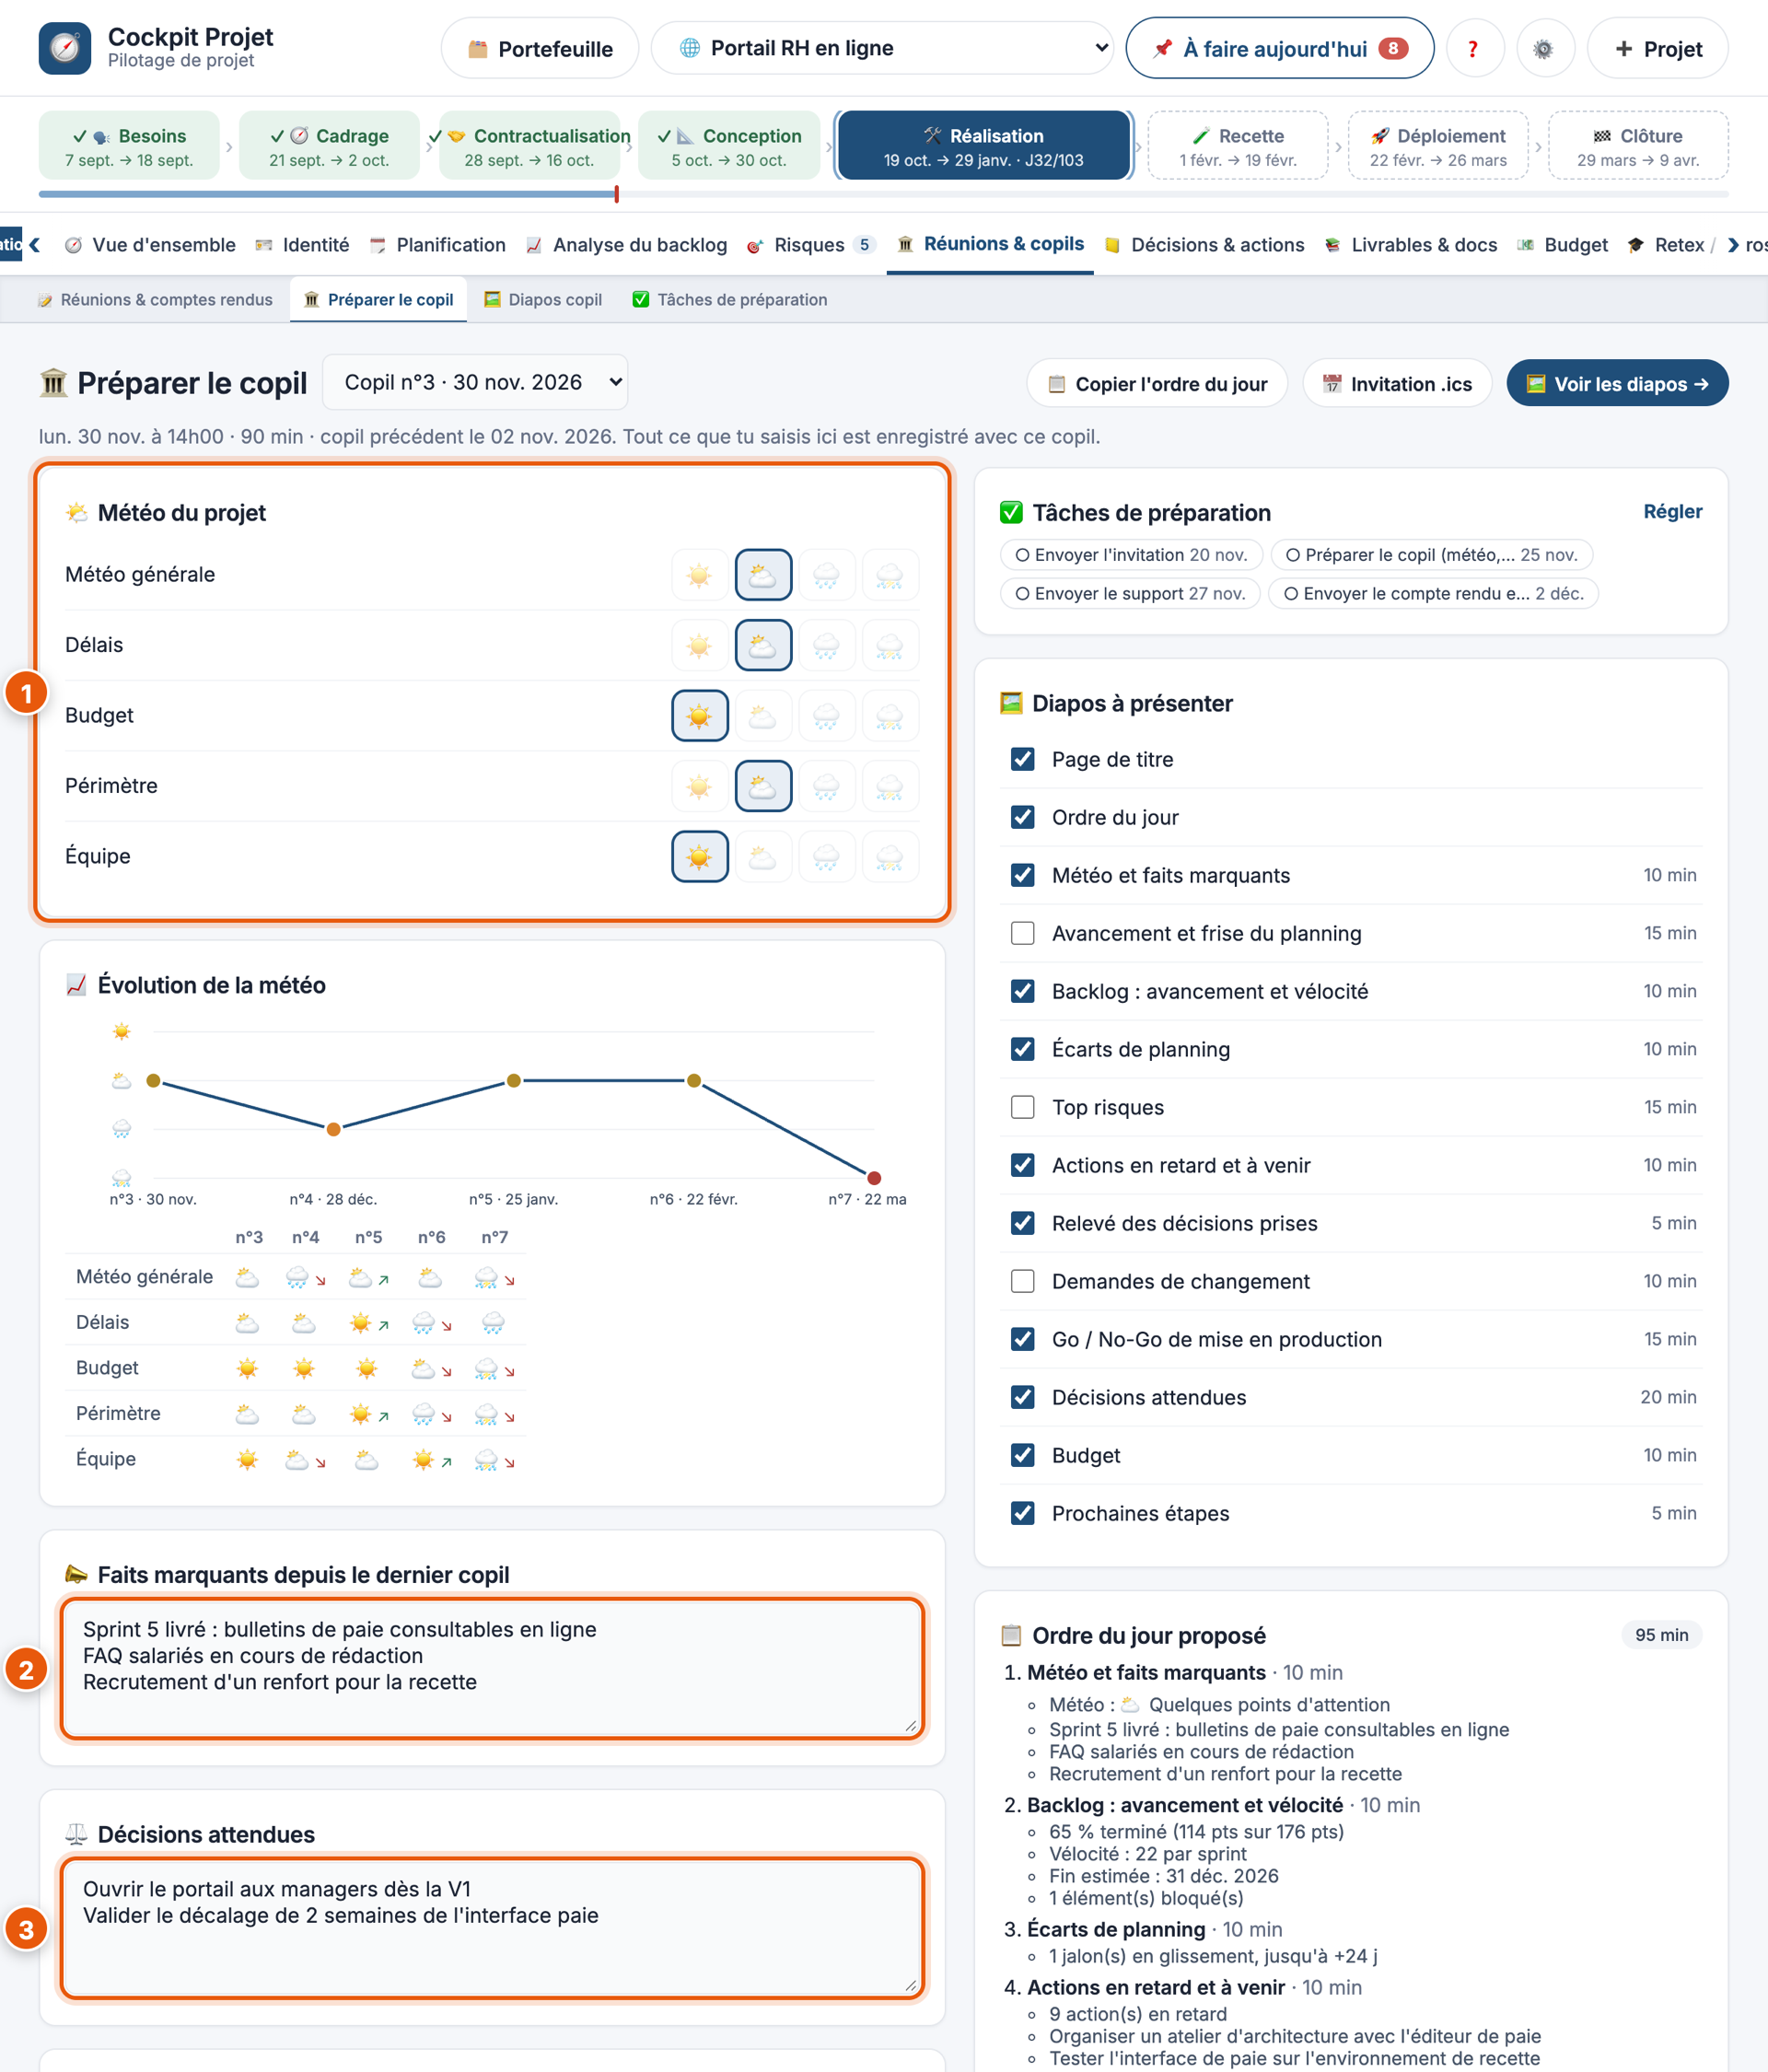 Cockpit Projet
Pilotage de projet
Portefeuille
Portail RH en ligne
À faire aujourd'hui 8
?
+ Projet
✓ Besoins
7 sept. → 18 sept.
✓ Cadrage
21 sept. → 2 oct.
✓ Contractualisation
28 sept. → 16 oct.
✓ Conception
5 oct. → 30 oct.
Réalisation
19 oct. → 29 janv. · J32/103
Recette
1 févr. → 19 févr.
Déploiement
22 févr. → 26 mars
Clôture
29 mars → 9 avr.
Vue d'ensemble
Identité
Planification
Analyse du backlog
Risques 5
Réunions & copils
Décisions & actions
Livrables & docs
Budget
Retex /
Réunions & comptes rendus
Préparer le copil
Diapos copil
Tâches de préparation
Préparer le copil
Copil n°3 · 30 nov. 2026
Copier l'ordre du jour
Invitation .ics
Voir les diapos →
lun. 30 nov. à 14h00 · 90 min · copil précédent le 02 nov. 2026. Tout ce que tu saisis ici est enregistré avec ce copil.
1
Météo du projet
Météo générale
Délais
Budget
Périmètre
Équipe
Évolution de la météo
n°3 · 30 nov.
n°4 · 28 déc.
n°5 · 25 janv.
n°6 · 22 févr.
n°7 · 22 ma
n°3 n°4 n°5 n°6 n°7
Météo générale
Délais
Budget
Périmètre
Équipe
Faits marquants depuis le dernier copil
2
Sprint 5 livré : bulletins de paie consultables en ligne
FAQ salariés en cours de rédaction
Recrutement d'un renfort pour la recette
Décisions attendues
3
Ouvrir le portail aux managers dès la V1
Valider le décalage de 2 semaines de l'interface paie
Tâches de préparation
Régler
Envoyer l'invitation 20 nov.
Préparer le copil (météo,... 25 nov.
Envoyer le support 27 nov.
Envoyer le compte rendu e... 2 déc.
Diapos à présenter
Page de titre
Ordre du jour
Météo et faits marquants 10 min
Avancement et frise du planning 15 min
Backlog : avancement et vélocité 10 min
Écarts de planning 10 min
Top risques 15 min
Actions en retard et à venir 10 min
Relevé des décisions prises 5 min
Demandes de changement 10 min
Go / No-Go de mise en production 15 min
Décisions attendues 20 min
Budget 10 min
Prochaines étapes 5 min
Ordre du jour proposé
95 min
1. Météo et faits marquants · 10 min
Météo : Quelques points d'attention
Sprint 5 livré : bulletins de paie consultables en ligne
FAQ salariés en cours de rédaction
Recrutement d'un renfort pour la recette
2. Backlog : avancement et vélocité · 10 min
65 % terminé (114 pts sur 176 pts)
Vélocité : 22 par sprint
Fin estimée : 31 déc. 2026
1 élément(s) bloqué(s)
3. Écarts de planning · 10 min
1 jalon(s) en glissement, jusqu'à +24 j
4. Actions en retard et à venir · 10 min
9 action(s) en retard
Organiser un atelier d'architecture avec l'éditeur de paie
Tester l'interface de paie sur l'environnement de recette